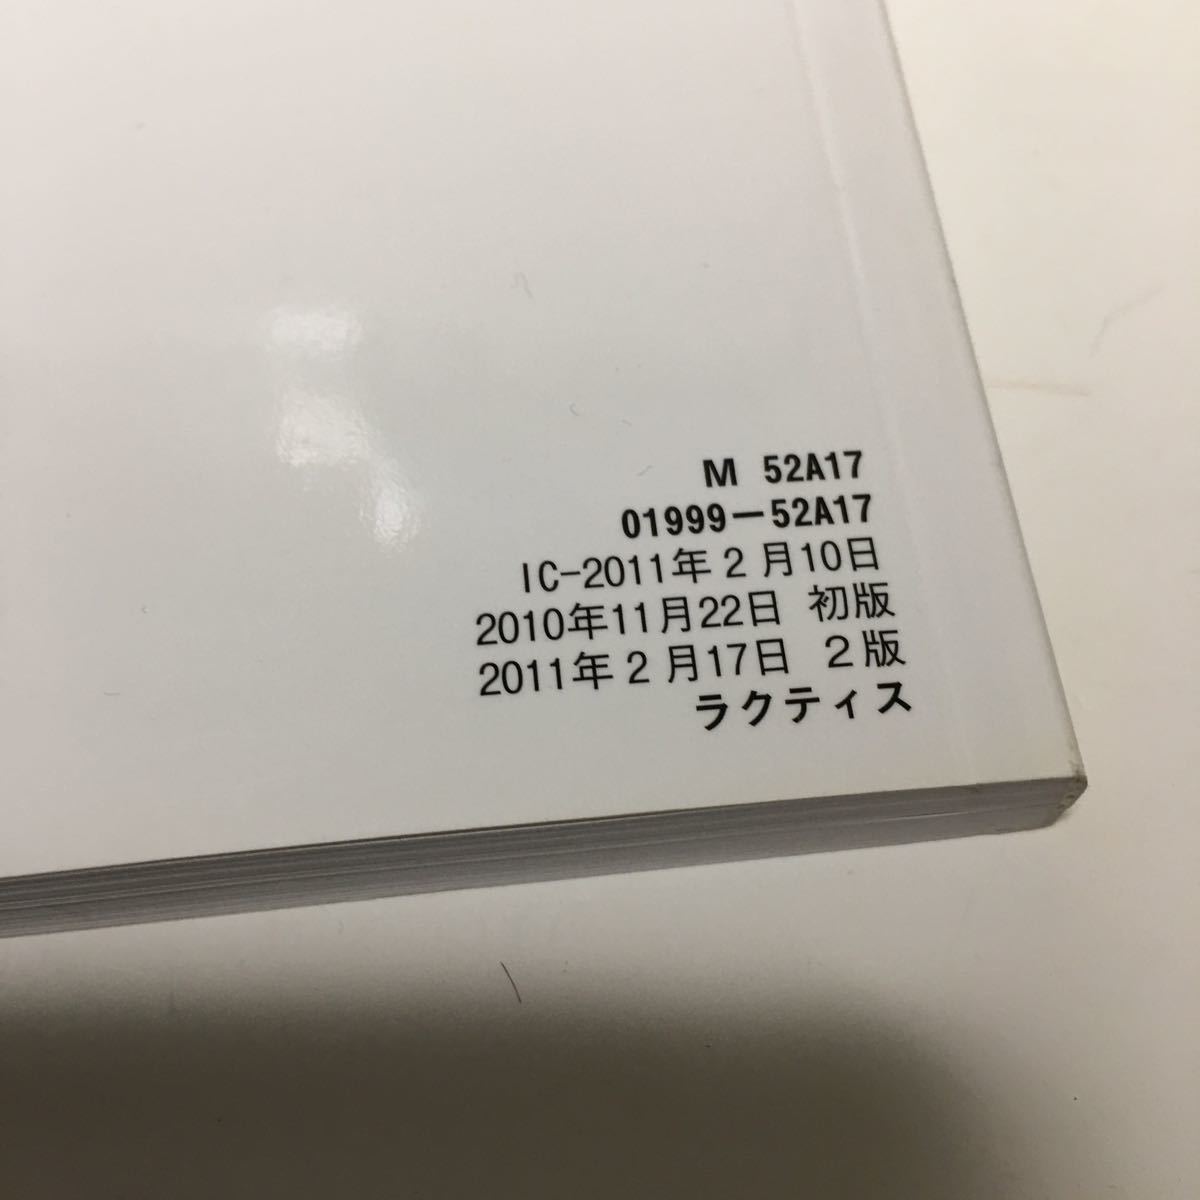 M 52A17
01999-52A17
IC-2011年2月10日
2010年11月22日 初版
2011年2月17日 2版
ラクティス